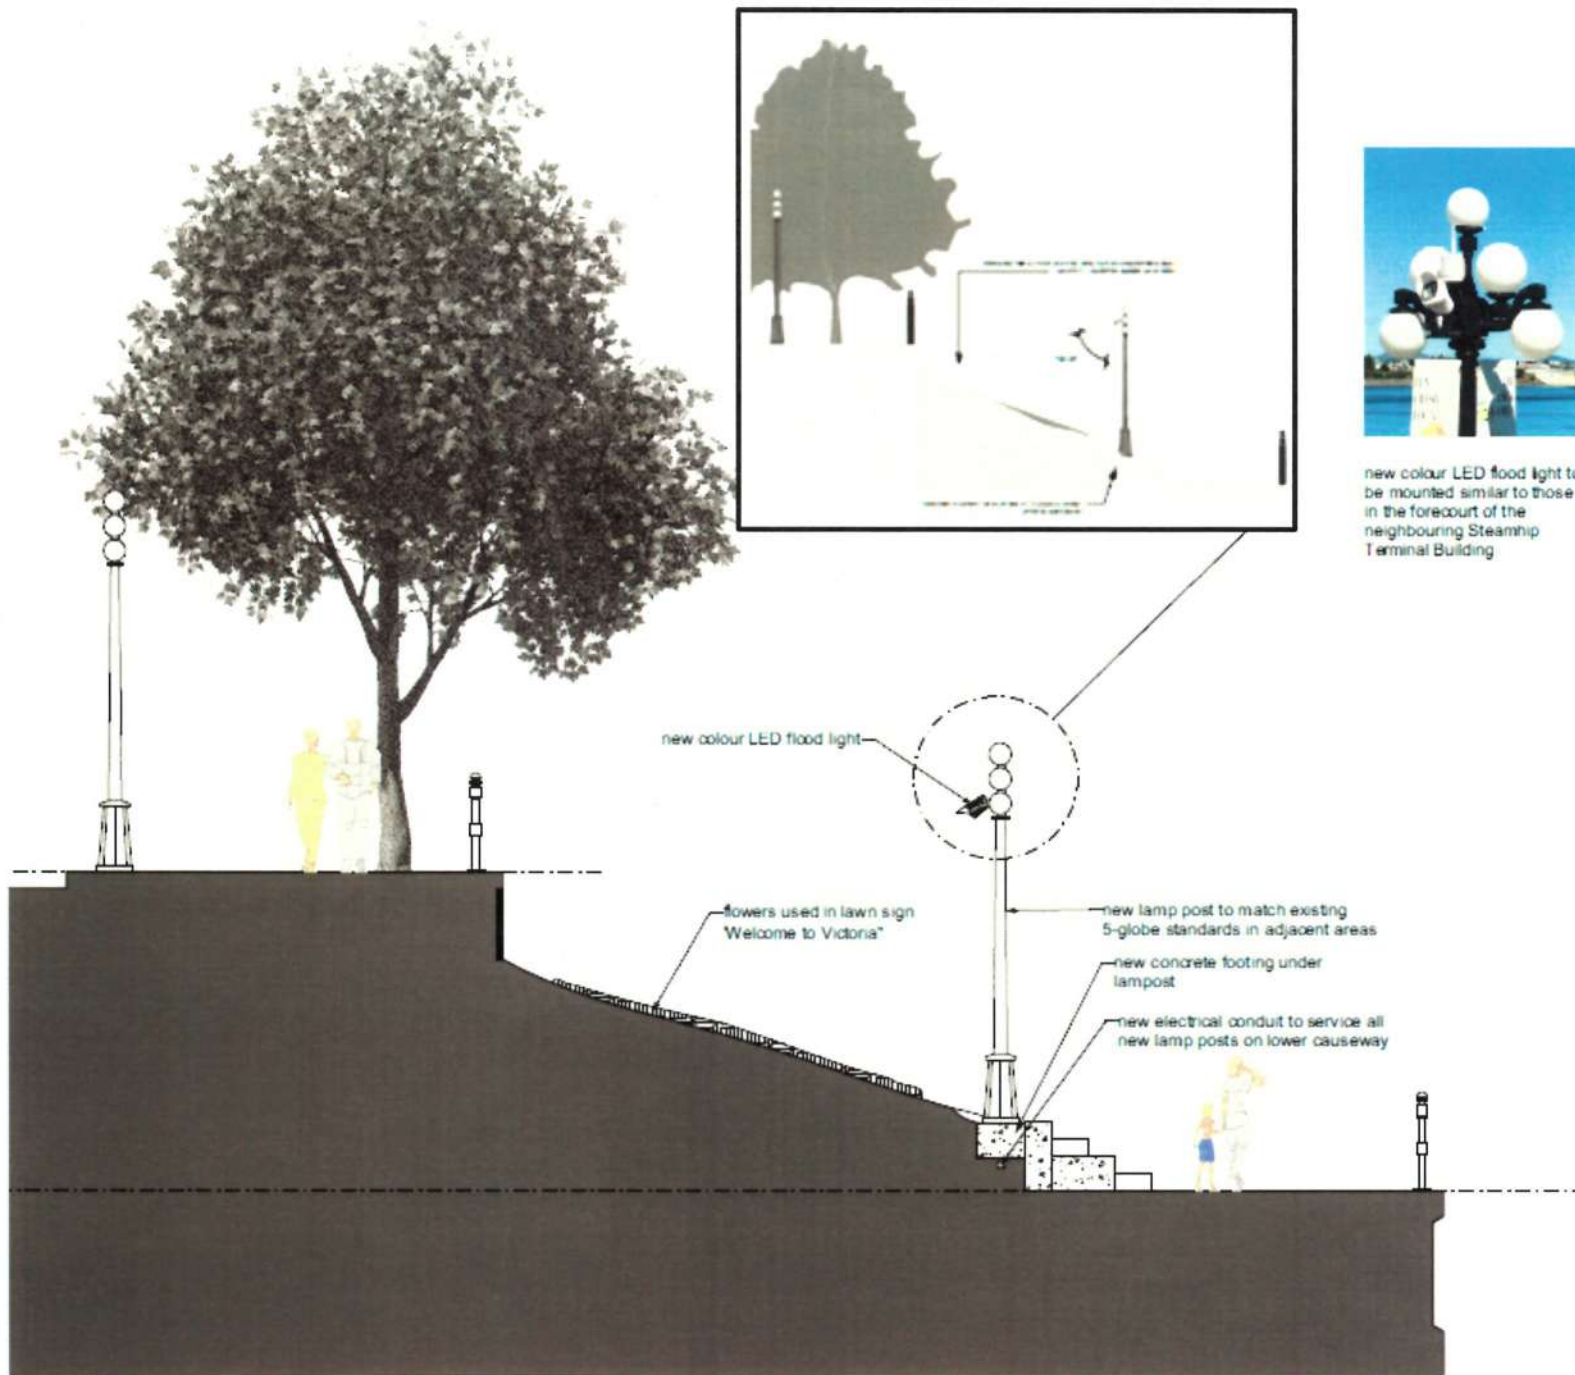 new colour LED flood light to
be mounted similar to those
in the forecourt of the
neighbouring Steamhip
Terminal Building
new colour LED flood light
flowers used in lawn sign
"Welcome to Victoria"
new lamp post to match existing
5-globe standards in adjacent areas
new concrete footing under
lampost
new electrical conduit to service all
new lamp posts on lower causeway